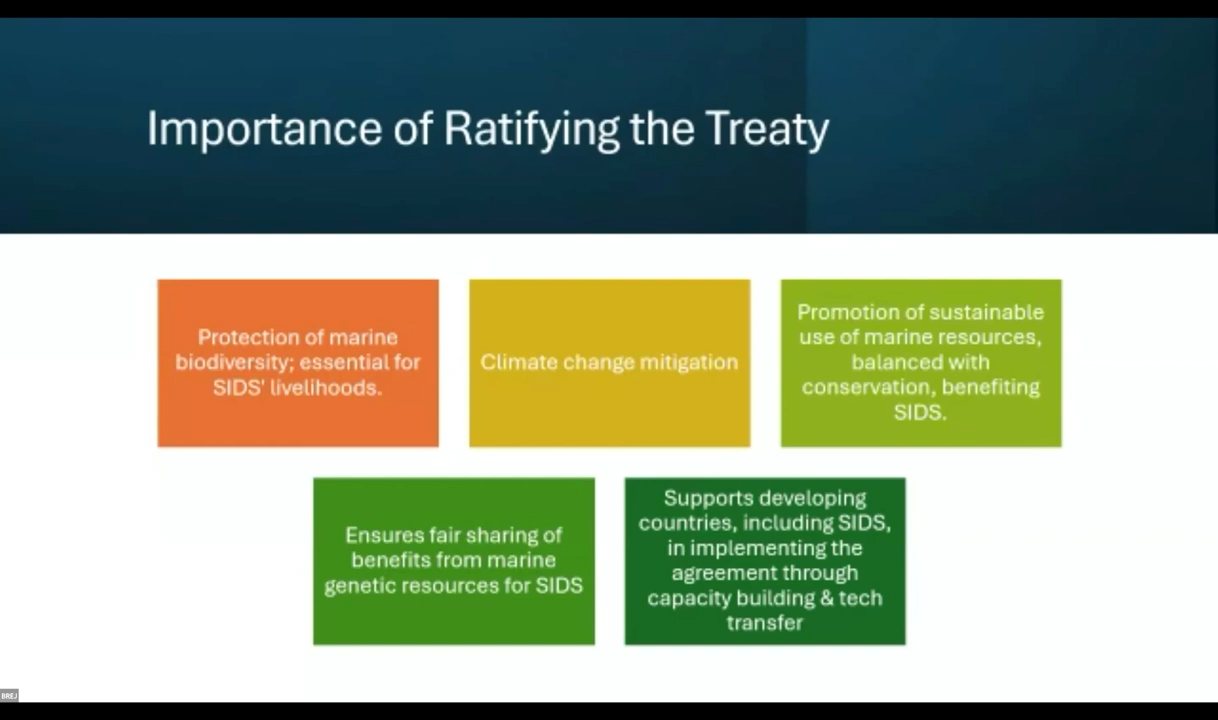 Importance of Ratifying the Treaty
Protection of marine
biodiversity; essential for
SIDS' livelihoods.
Climate change mitigation
Promotion of sustainable
use of marine resources,
balanced with
conservation, benefiting
SIDS.
Ensures fair sharing of
benefits from marine
genetic resources for SIDS
Supports developing
countries, including SIDS,
in implementing the
agreement through
capacity building & tech
transfer
BREJ